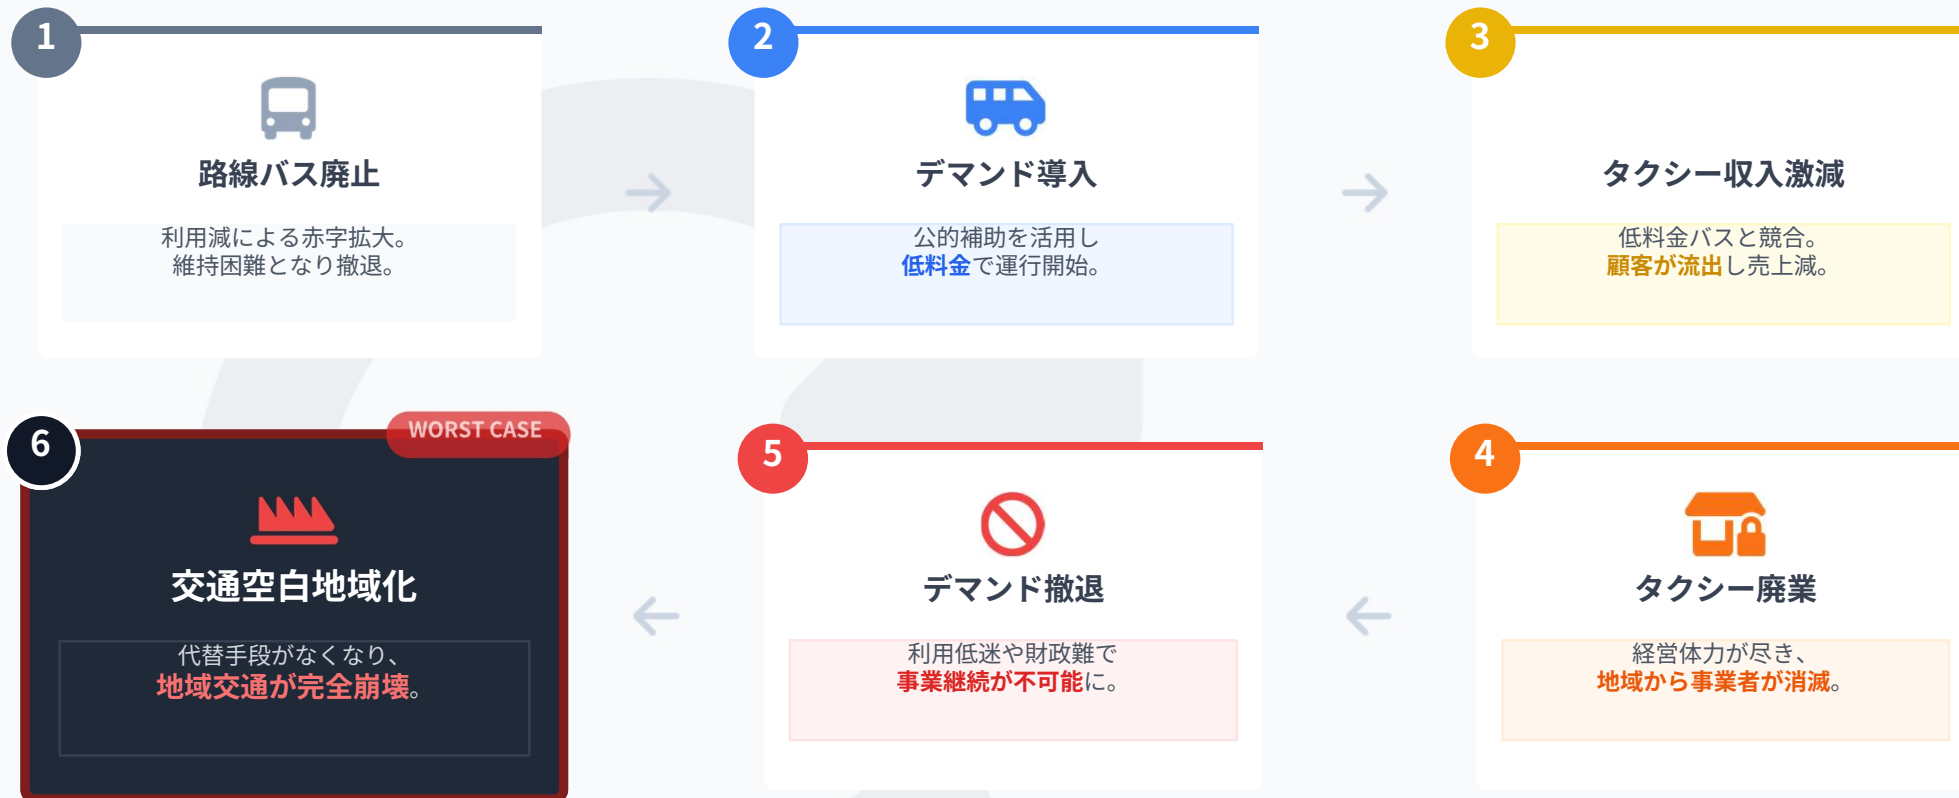 1
路線バス廃止
利用減による赤字拡大。
維持困難となり撤退。
2
デマンド導入
公的補助を活用し
低料金で運行開始。
3
タクシー収入激減
低料金バスと競合。
顧客が流出し売上減。
4
タクシー廃業
経営体力が尽き、
地域から事業者が消滅。
5
デマンド撤退
利用低迷や財政難で
事業継続が不可能に。
6
WORST CASE
交通空白地域化
代替手段がなくなり、
地域交通が完全崩壊。